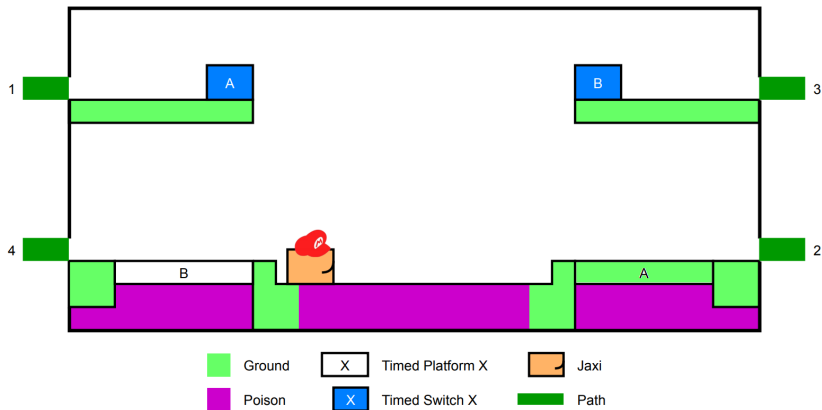 A
B
1
3
4
2
B
A
Ground
X
Timed Platform X
Jaxi
Poison
X
Timed Switch X
Path